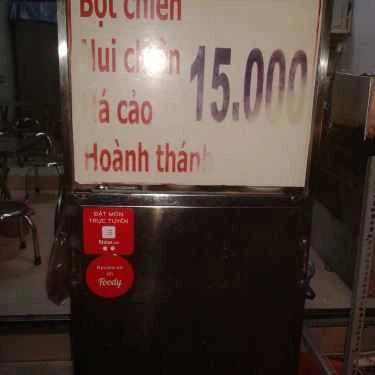 Bột chiên
Nui chiên
Há cảo
15.000
Hoành thánh
ĐẶT MÓN
TRỰC TUYẾN
Foody